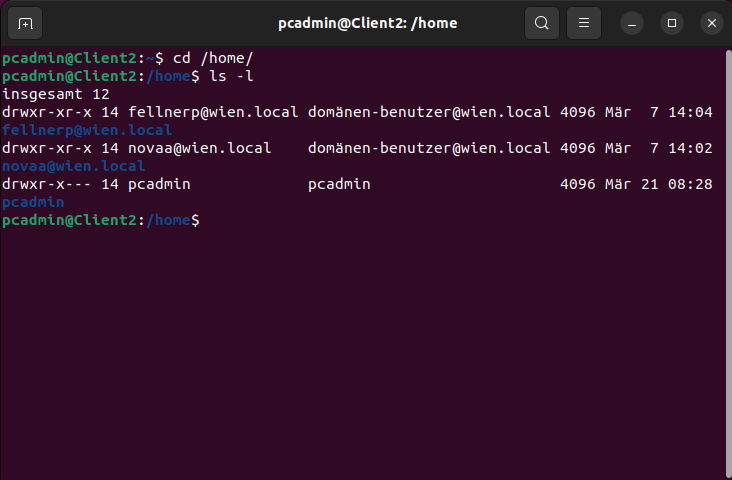 pcadmin@Client2: /home
pcadmin@Client2:~$ cd /home/
pcadmin@Client2:/home$ ls -l
insgesamt 12
drwxr-xr-x 14 fellnerp@wien.local domänen-benutzer@wien.local 4096 Mär  7 14:04
fellnerp@wien.local
drwxr-xr-x 14 novaa@wien.local    domänen-benutzer@wien.local 4096 Mär  7 14:02
novaa@wien.local
drwxr-x--- 14 pcadmin             pcadmin                     4096 Mär 21 08:28
pcadmin
pcadmin@Client2:/home$